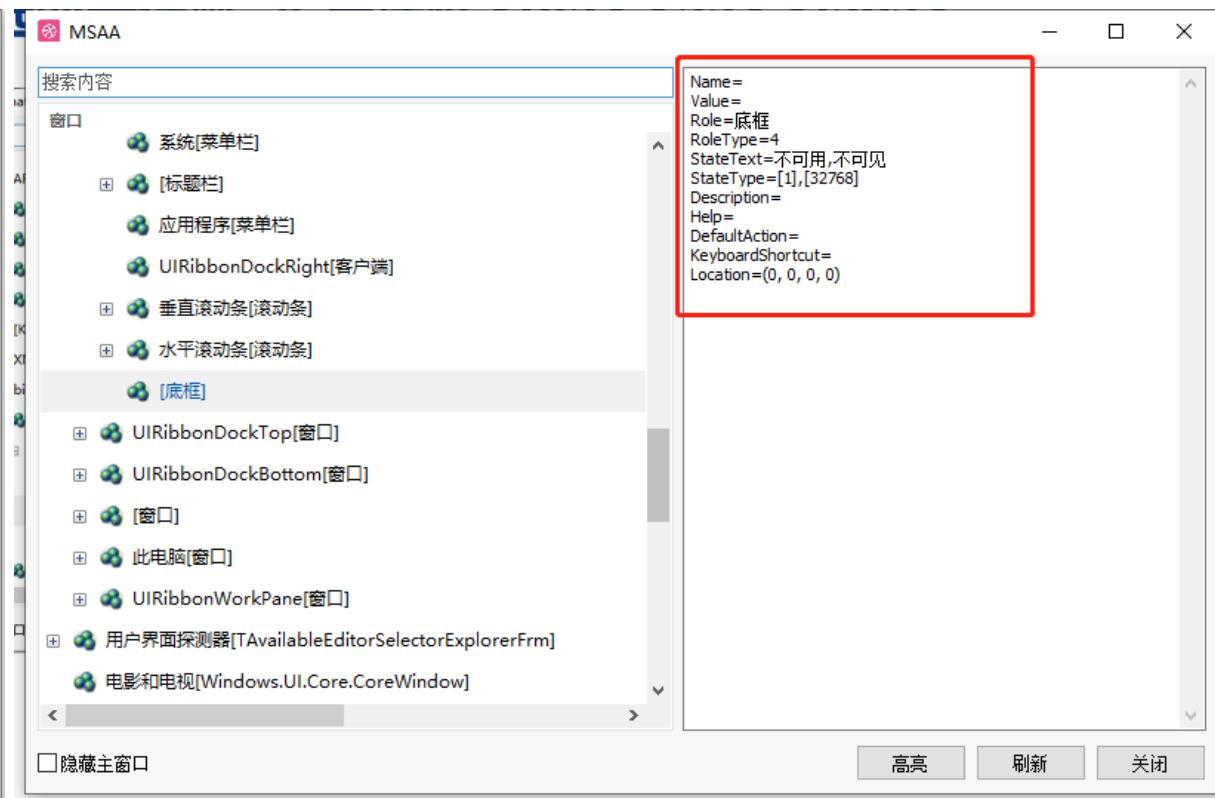 MSAA
搜索内容
窗口
系统[菜单栏]
[标题栏]
应用程序[菜单栏]
UIRibbonDockRight[客户端]
垂直滚动条[滚动条]
水平滚动条[滚动条]
[底框]
UIRibbonDockTop[窗口]
UIRibbonDockBottom[窗口]
[窗口]
此电脑[窗口]
UIRibbonWorkPane[窗口]
用户界面探测器[TAvailableEditorSelectorExplorerFrm]
电影和电视[Windows.UI.Core.CoreWindow]
Name=
Value=
Role=底框
RoleType=4
StateText=不可用,不可见
StateType=[1],[32768]
Description=
Help=
DefaultAction=
KeyboardShortcut=
Location=(0, 0, 0, 0)
隐藏主窗口
高亮
刷新
关闭